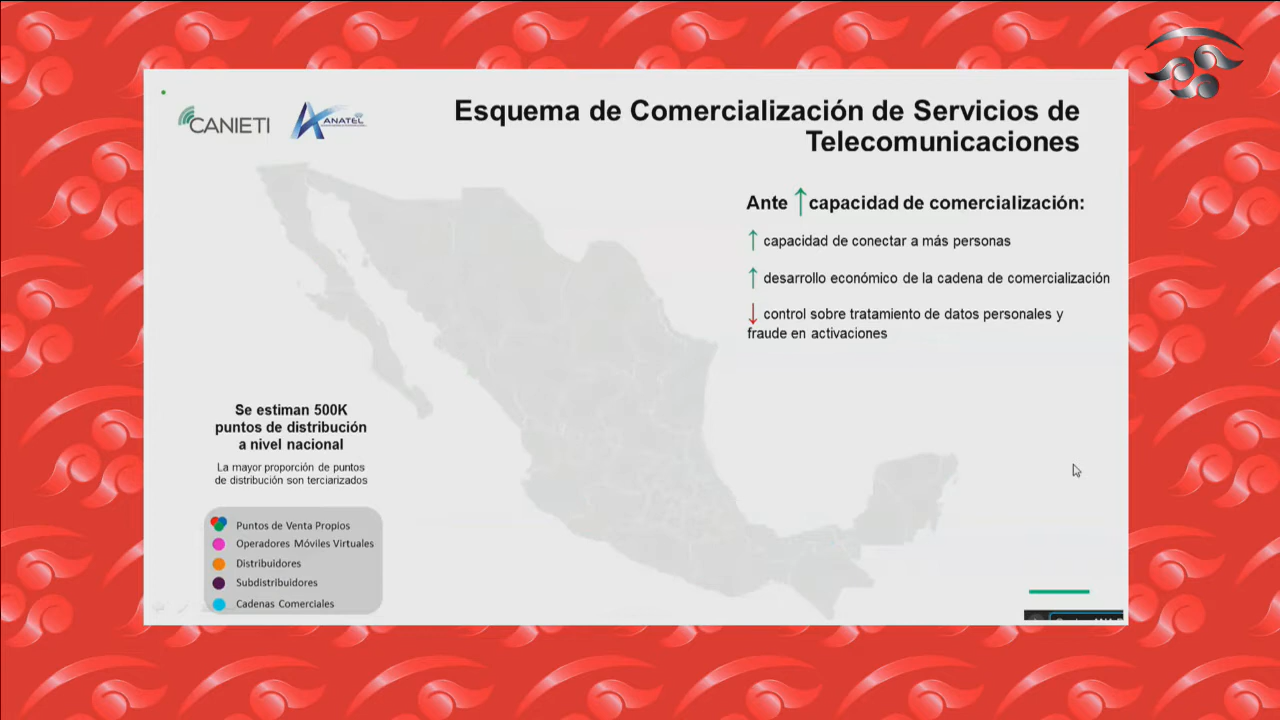 CANIETI
ANATEL
Esquema de Comercialización de Servicios de
Telecomunicaciones
Ante ↑ capacidad de comercialización:
↑ capacidad de conectar a más personas
↑ desarrollo económico de la cadena de comercialización
↓ control sobre tratamiento de datos personales y
fraude en activaciones
Se estiman 500K
puntos de distribución
a nivel nacional
La mayor proporción de puntos
de distribución son terciarizados
Puntos de Venta Propios
Operadores Móviles Virtuales
Distribuidores
Subdistribuidores
Cadenas Comerciales